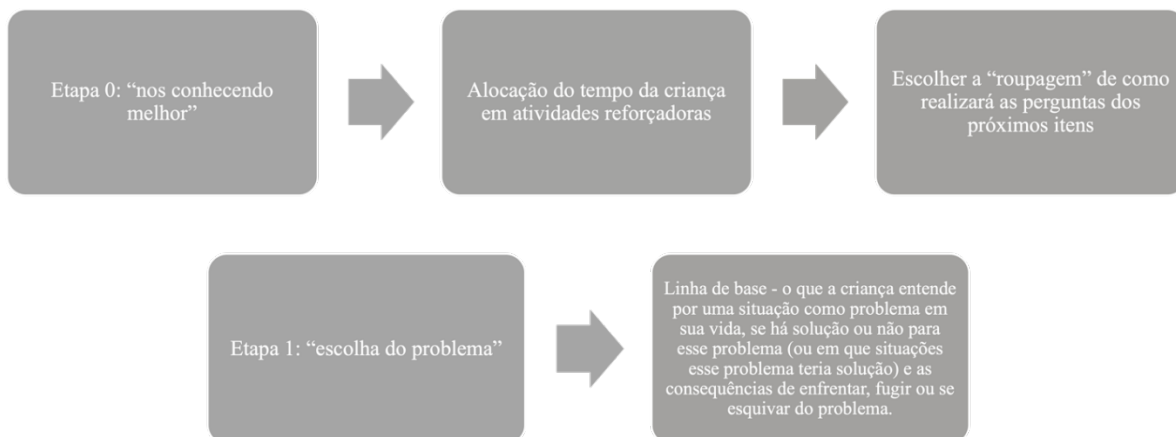 Etapa 0: “nos conhecendo
melhor”
Alocação do tempo da criança
em atividades reforçadoras
Escolher a “roupagem” de como
realizará as perguntas dos
próximos itens
Etapa 1: “escolha do problema”
Linha de base - o que a criança entende
por uma situação como problema em
sua vida, se há solução ou não para
esse problema (ou em que situações
esse problema teria solução) e as
consequências de enfrentar, fugir ou se
esquivar do problema.